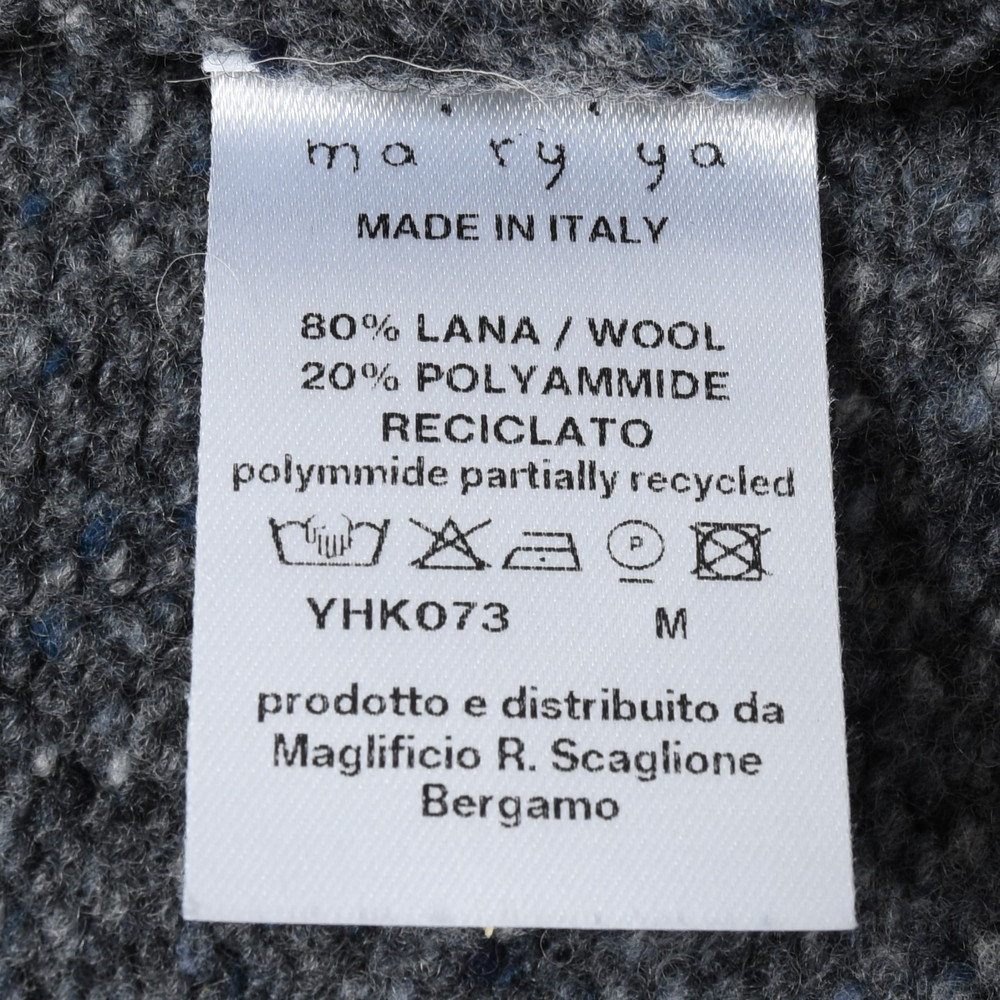 ma ry ya
MADE IN ITALY
80% LANA / WOOL
20% POLYAMMIDE
RECICLATO
polymmide partially recycled
P
YHK073 M
prodotto e distribuito da
Maglificio R. Scaglione
Bergamo